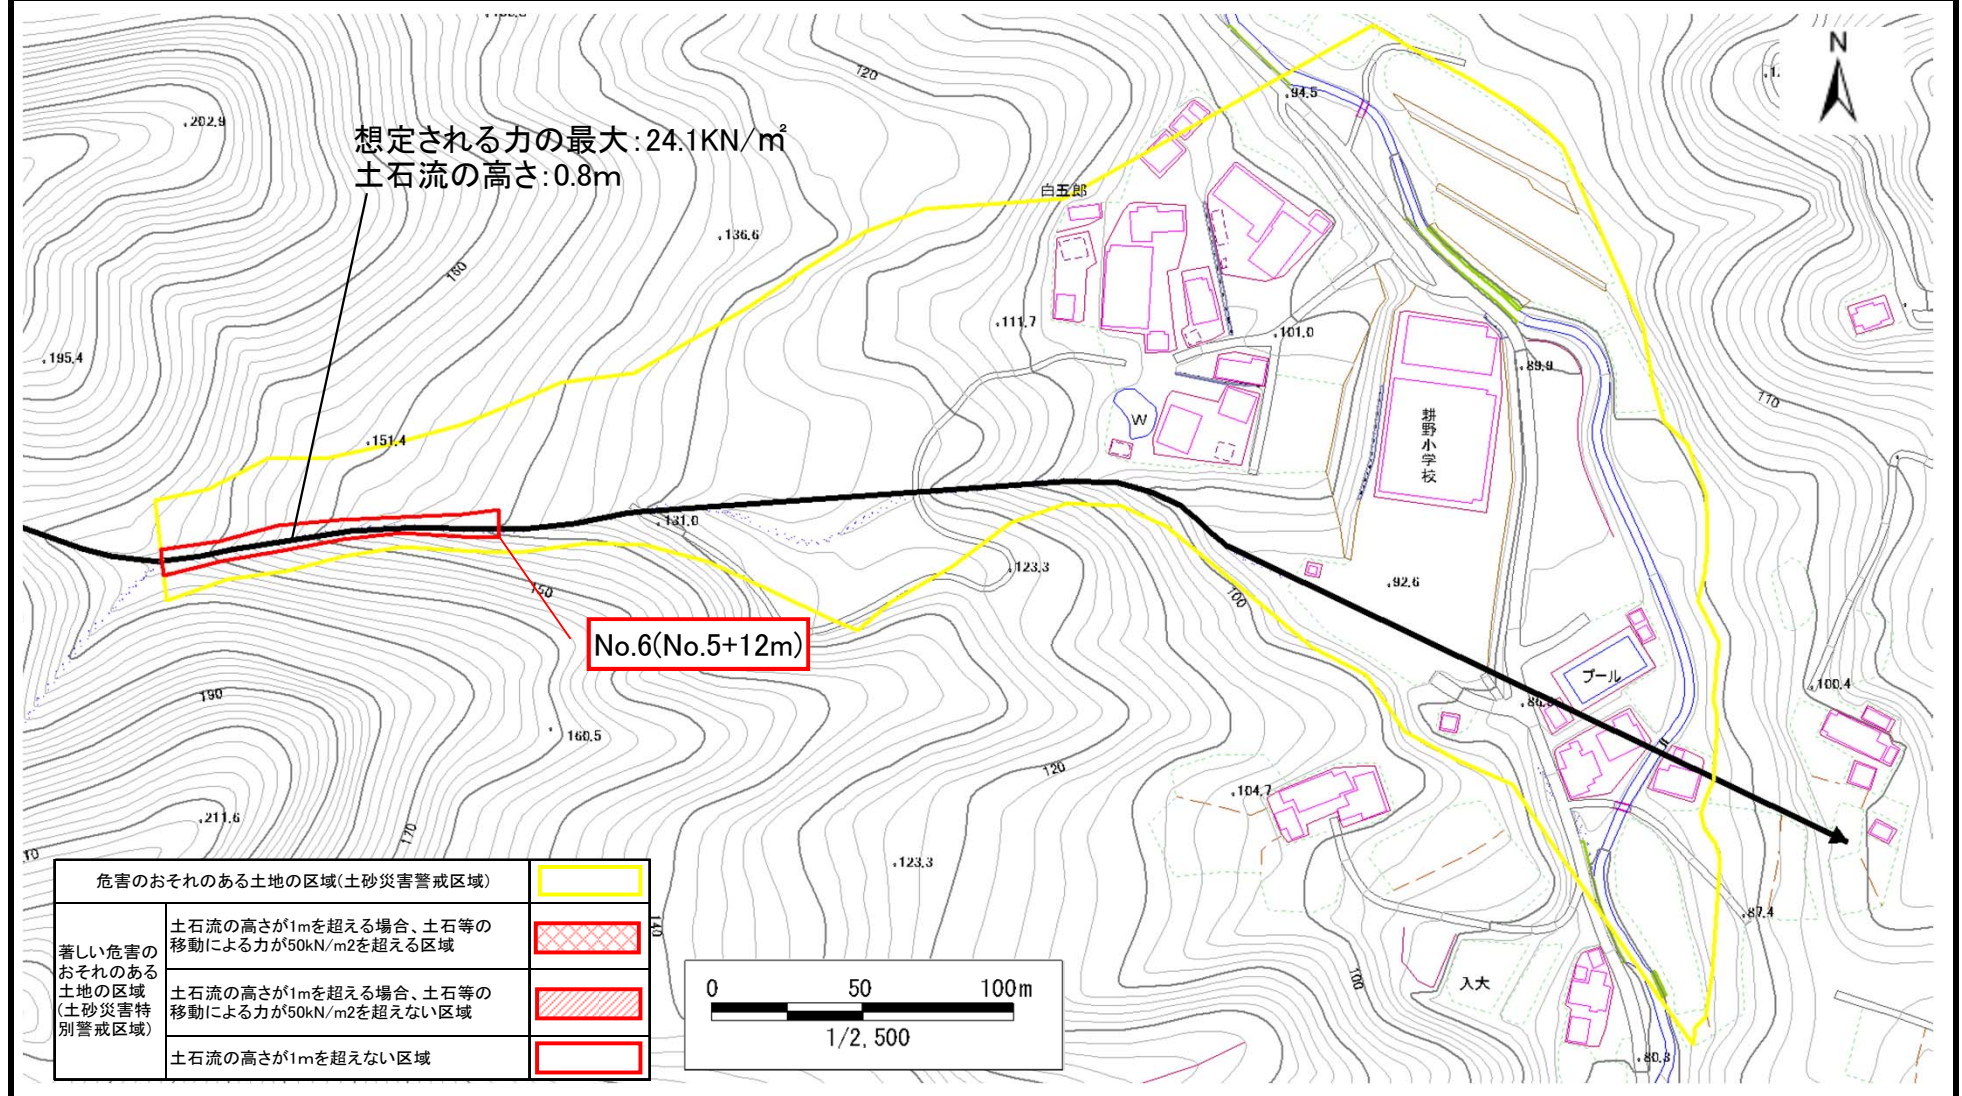 N
120
.94.5
.202.9
想定される力の最大:24.1KN/㎡
土石流の高さ:0.8m
白五郎
.136.6
160
.111.7
.101.0
.195.4
.89.9
110
耕野小学校
W
.151.4
.131.0
.123.3
.92.6
150
100
No.6(No.5+12m)
プール
190
.100.4
160.5
120
.104.7
.211.6
170
.123.3
10
.87.4
140
100
入大
.80.3
危害のおそれのある土地の区域(土砂災害警戒区域)
著しい危害の
おそれのある
土地の区域
(土砂災害特
別警戒区域)
土石流の高さが1mを超える場合、土石等の
移動による力が50kN/m2を超える区域
土石流の高さが1mを超える場合、土石等の
移動による力が50kN/m2を超えない区域
土石流の高さが1mを超えない区域
0 50 100m
1/2,500